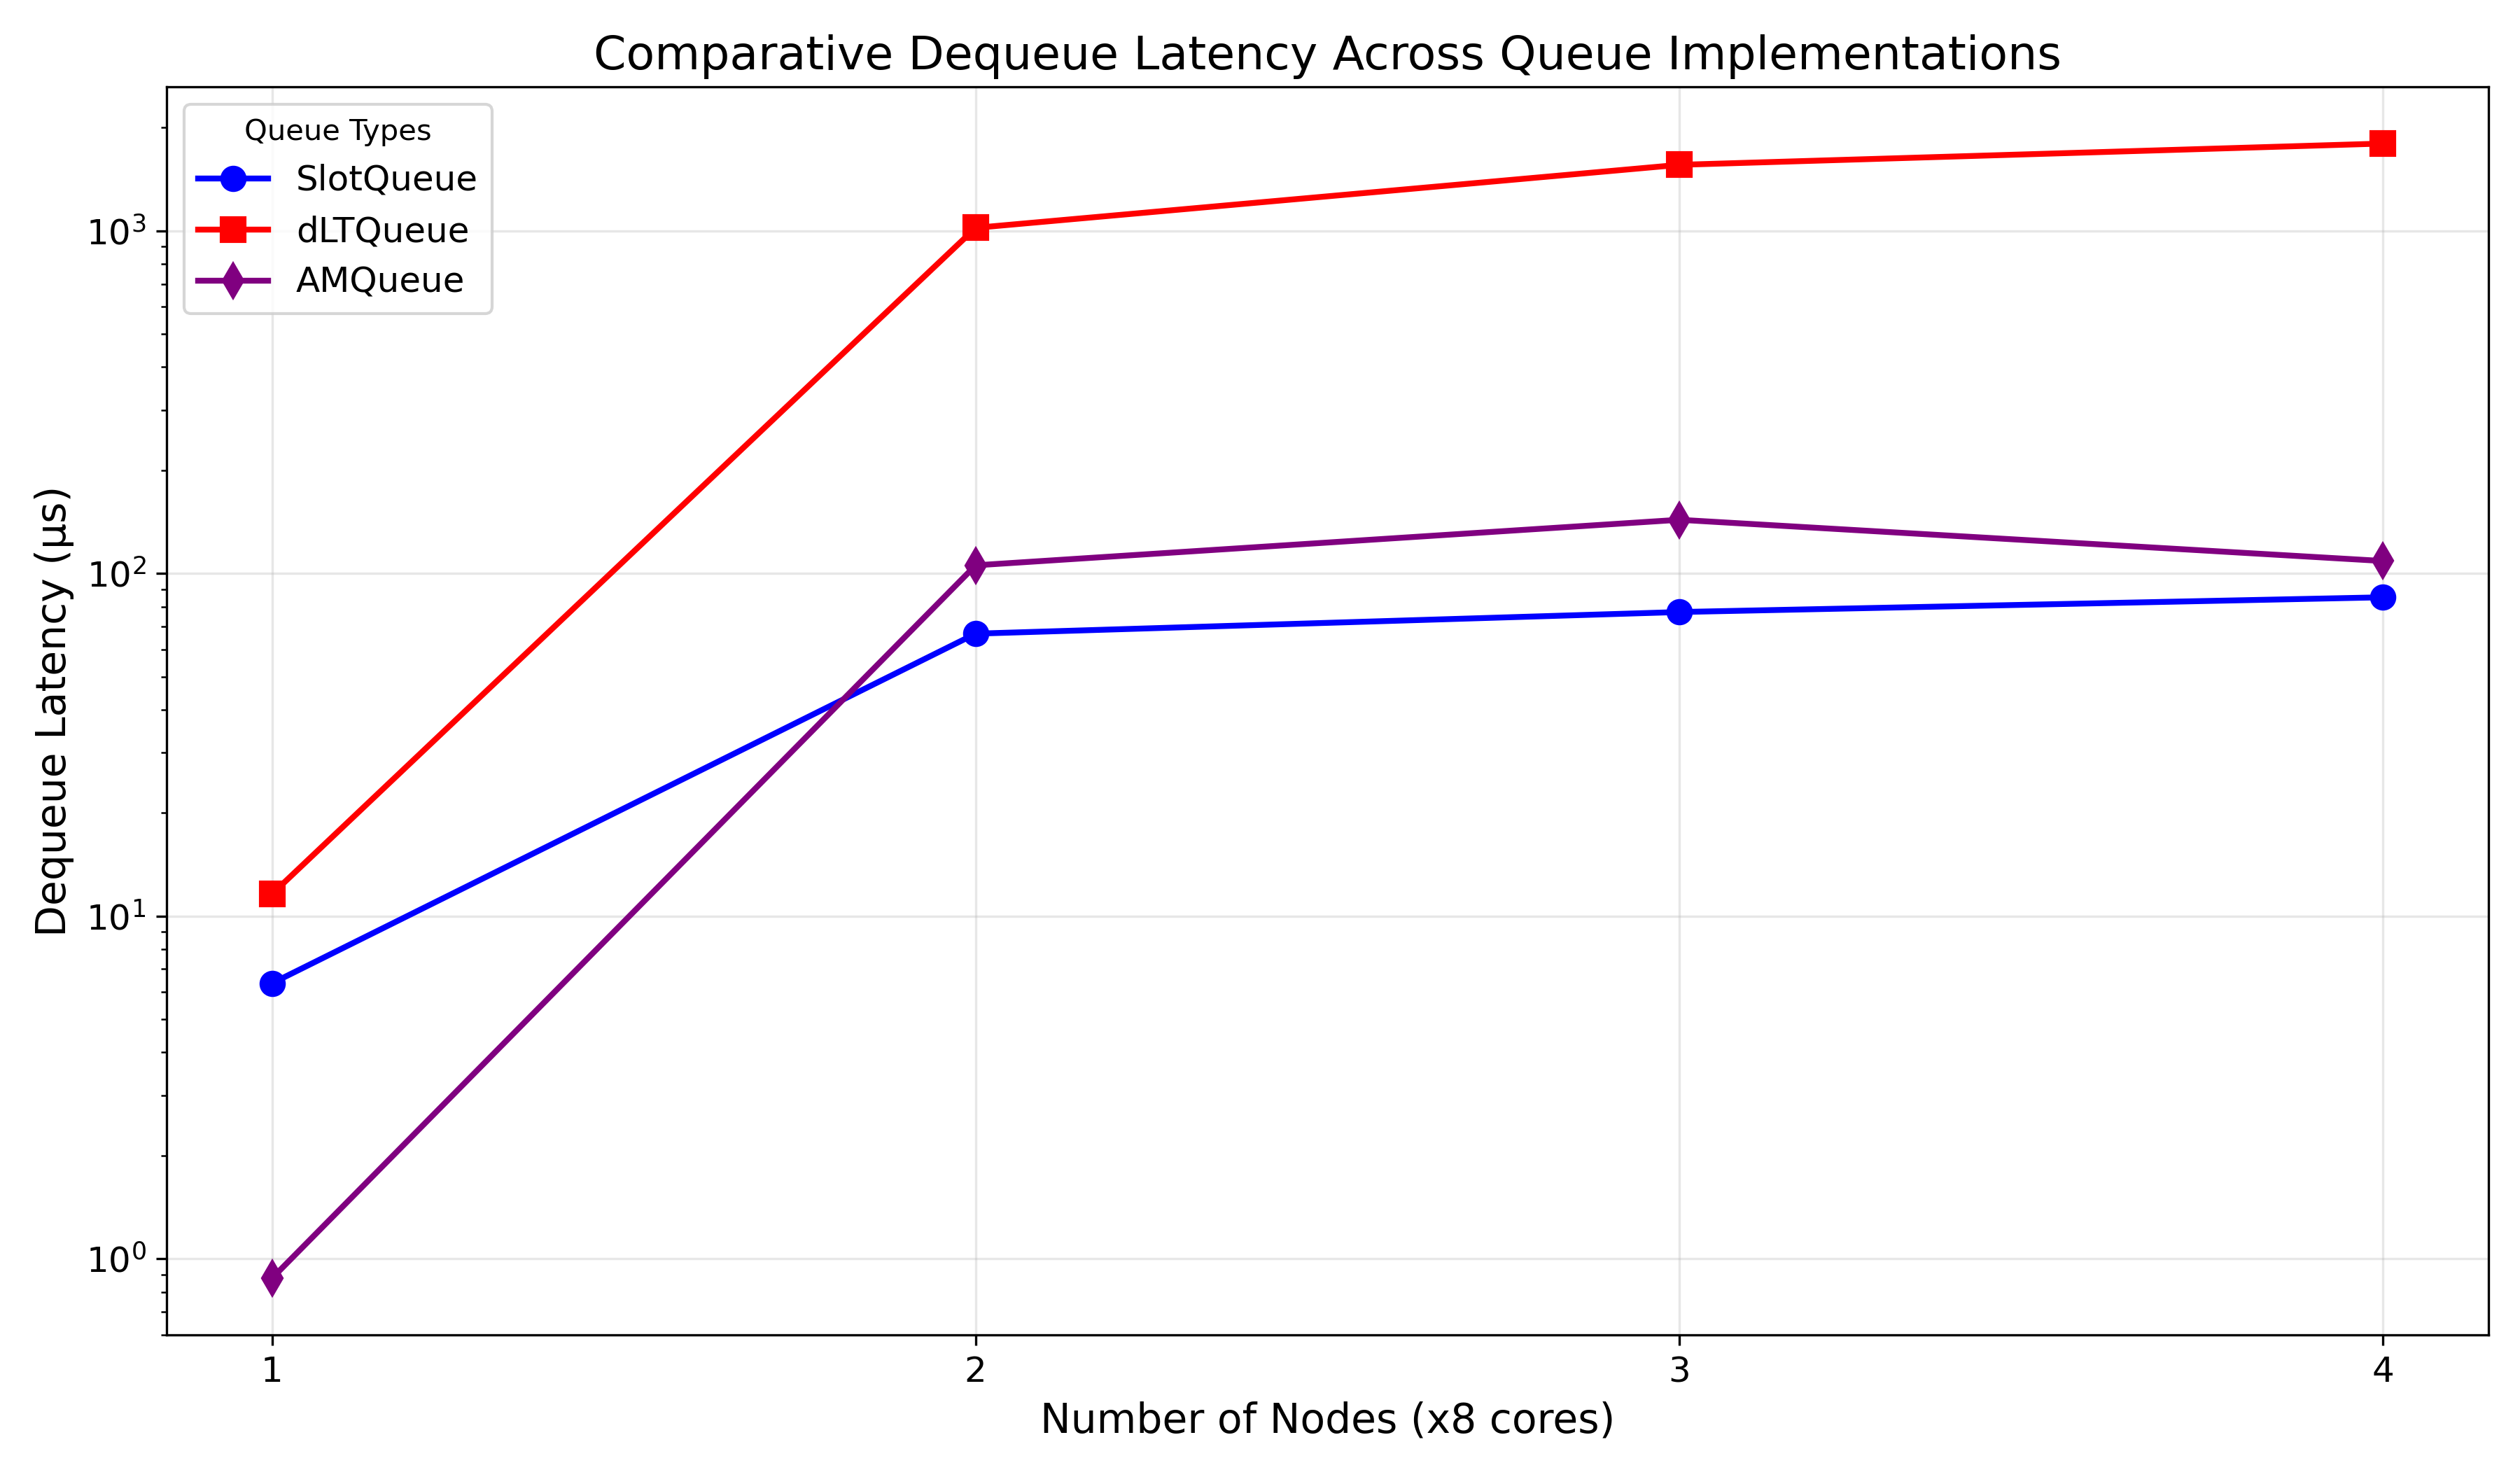 Comparative Dequeue Latency Across Queue Implementations
Queue Types
SlotQueue
dLTQueue
AMQueue
Dequeue Latency (µs)
10³
10²
10¹
10⁰
1 2 3 4
Number of Nodes (x8 cores)